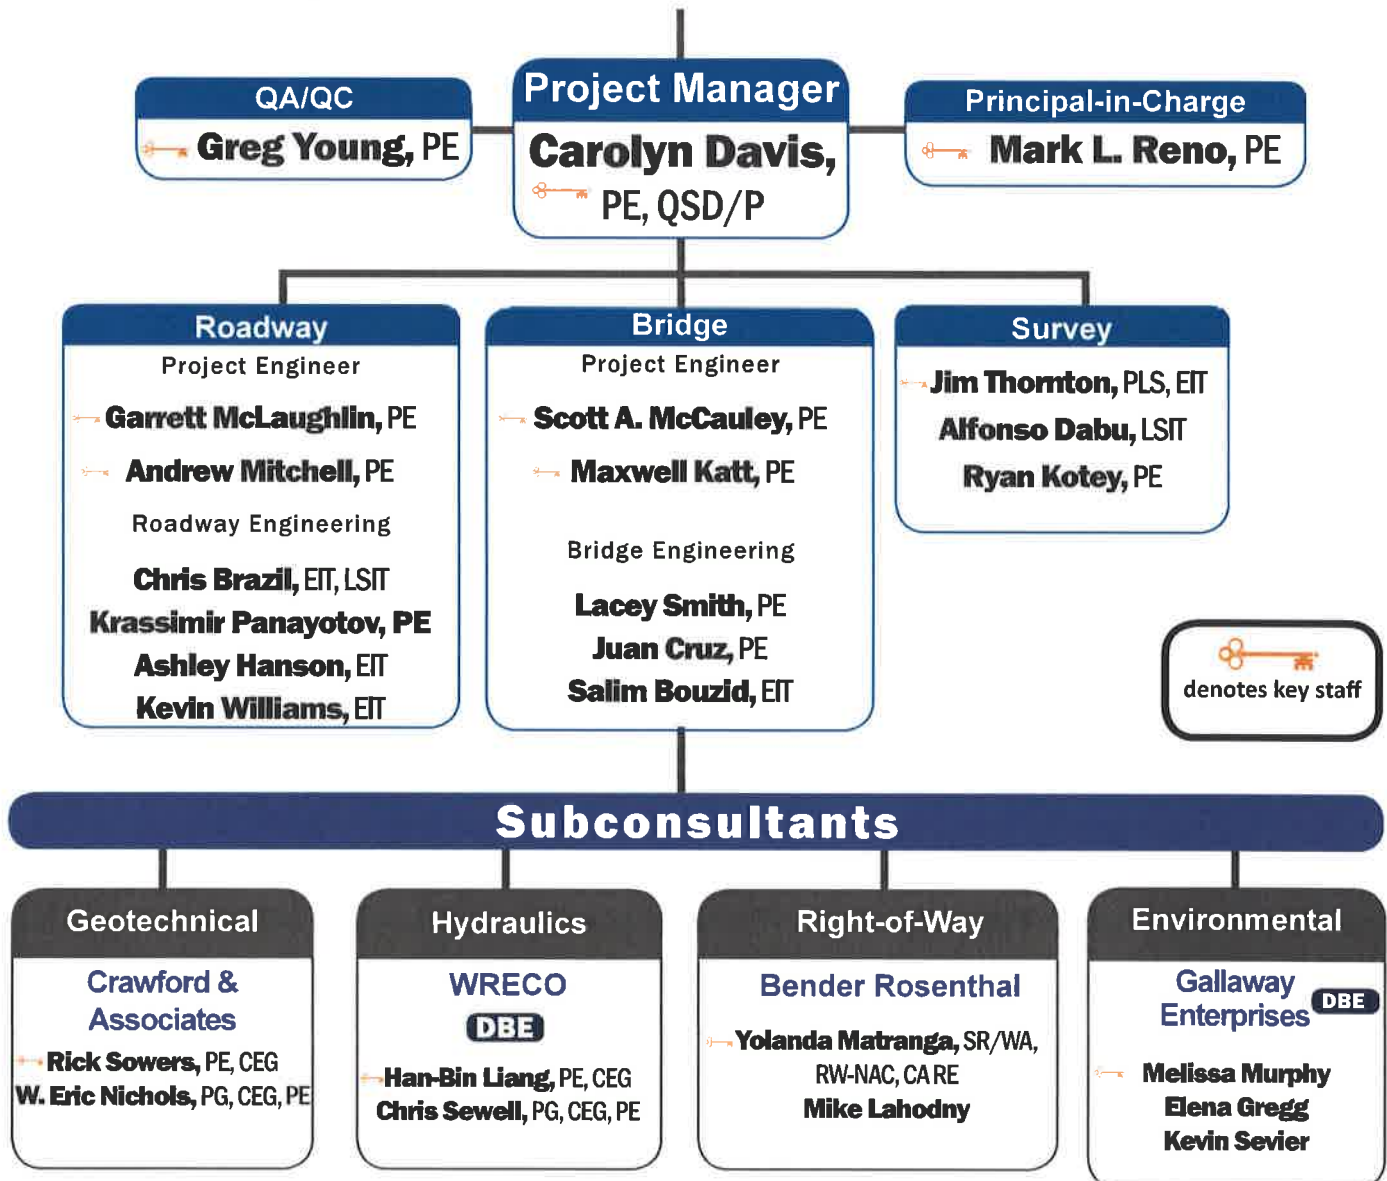 QA/QC
Greg Young, PE
Project Manager
Carolyn Davis,
PE, QSD/P
Principal-in-Charge
Mark L. Reno, PE
Roadway
Project Engineer
Garrett McLaughlin, PE
Andrew Mitchell, PE
Roadway Engineering
Chris Brazil, EIT, LSIT
Krassimir Panayotov, PE
Ashley Hanson, EIT
Kevin Williams, EIT
Bridge
Project Engineer
Scott A. McCauley, PE
Maxwell Katt, PE
Bridge Engineering
Lacey Smith, PE
Juan Cruz, PE
Salim Bouzid, EIT
Survey
Jim Thornton, PLS, EIT
Alfonso Dabu, LSIT
Ryan Kotey, PE
denotes key staff
Subconsultants
Geotechnical
Crawford &
Associates
Rick Sowers, PE, CEG
W. Eric Nichols, PG, CEG, PE
Hydraulics
WRECO
DBE
Han-Bin Liang, PE, CEG
Chris Sewell, PG, CEG, PE
Right-of-Way
Bender Rosenthal
Yolanda Matranga, SR/WA,
RW-NAC, CA RE
Mike Lahodny
Environmental
Gallaway
Enterprises DBE
Melissa Murphy
Elena Gregg
Kevin Sevier